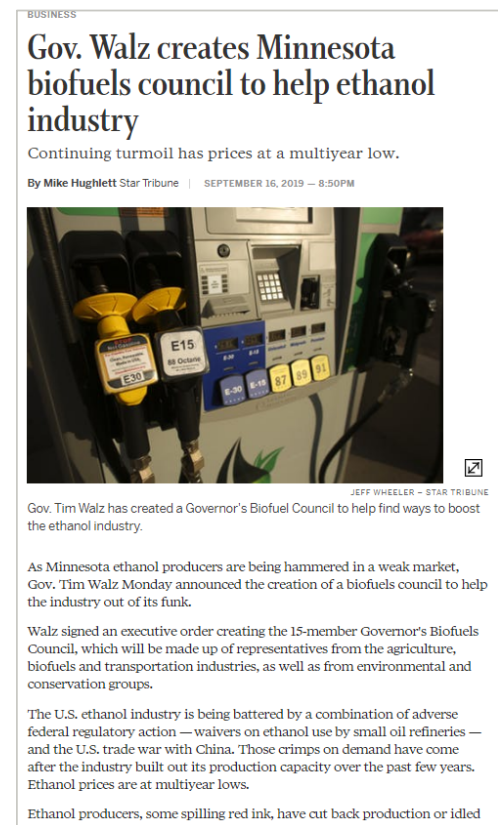 BUSINESS
Gov. Walz creates Minnesota
biofuels council to help ethanol
industry
Continuing turmoil has prices at a multiyear low.
By Mike Hughlett Star Tribune | SEPTEMBER 16, 2019 — 8:50PM
E15
88 Octane
E30
E-30 E-15 87 89 91
JEFF WHEELER – STAR TRIBUNE
Gov. Tim Walz has created a Governor's Biofuel Council to help find ways to boost
the ethanol industry.
As Minnesota ethanol producers are being hammered in a weak market,
Gov. Tim Walz Monday announced the creation of a biofuels council to help
the industry out of its funk.
Walz signed an executive order creating the 15-member Governor's Biofuels
Council, which will be made up of representatives from the agriculture,
biofuels and transportation industries, as well as from environmental and
conservation groups.
The U.S. ethanol industry is being battered by a combination of adverse
federal regulatory action — waivers on ethanol use by small oil refineries —
and the U.S. trade war with China. Those crimps on demand have come
after the industry built out its production capacity over the past few years.
Ethanol prices are at multiyear lows.
Ethanol producers, some spilling red ink, have cut back production or idled